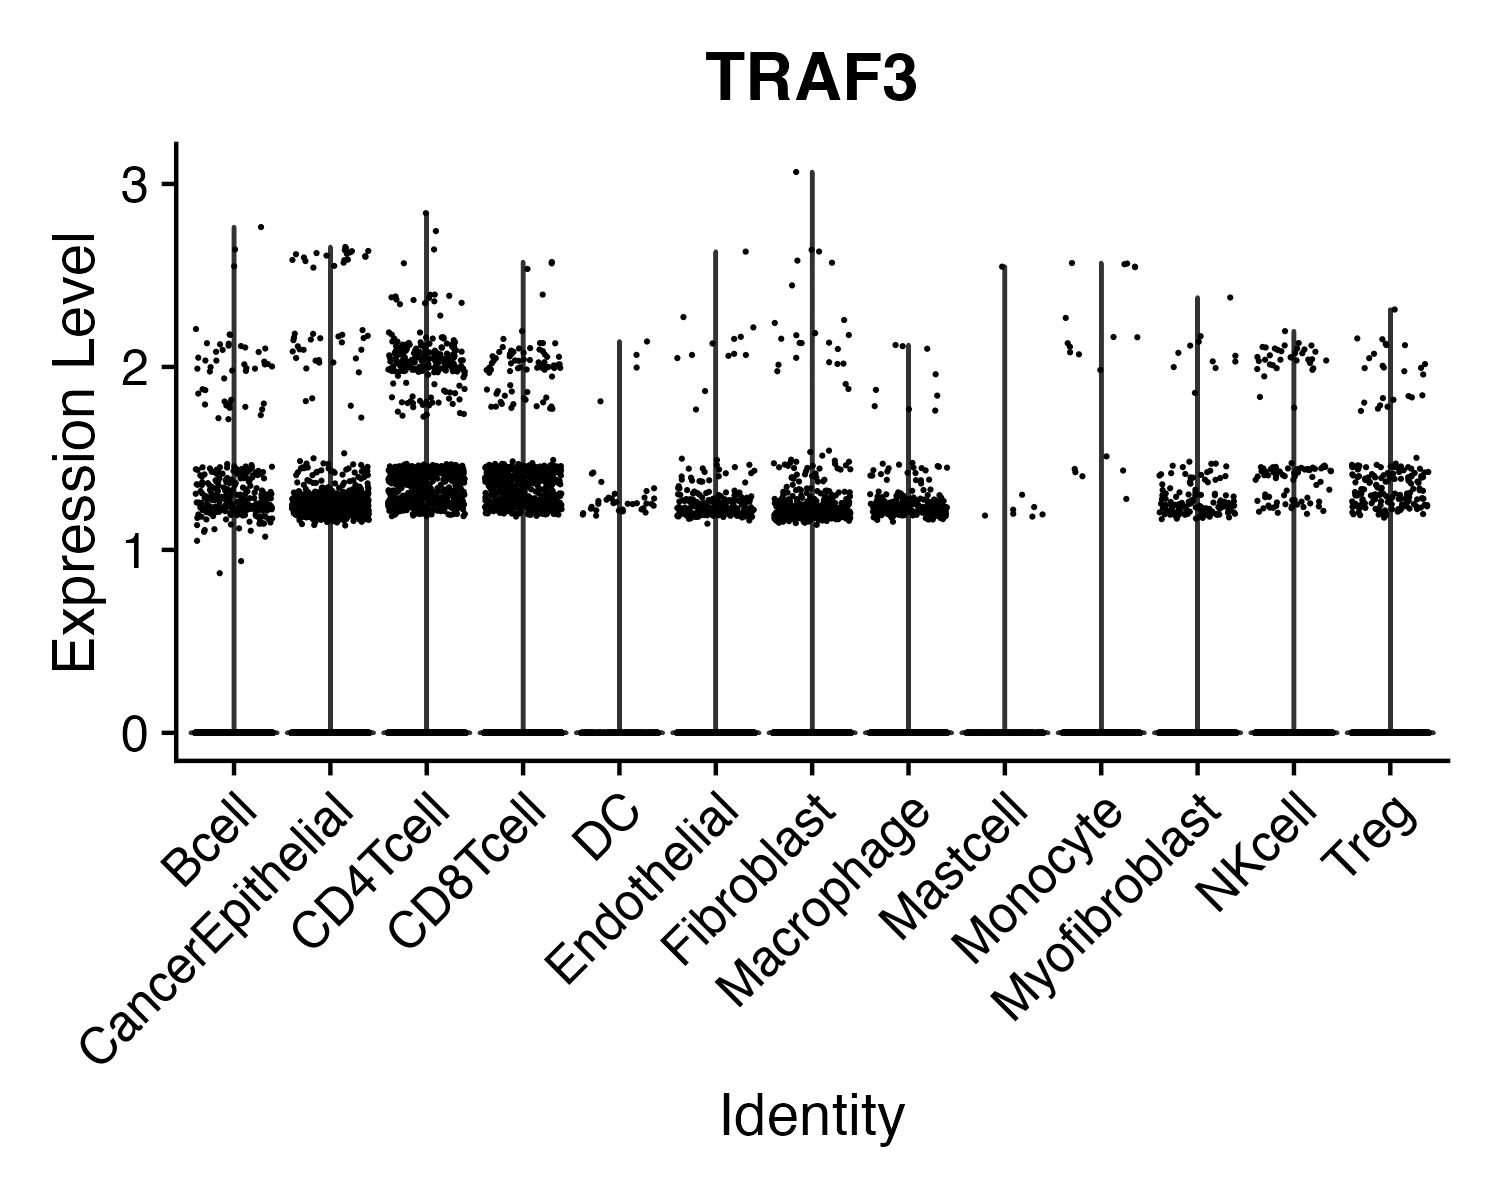 TRAF3
Expression Level
3
2
1
0
Bcell
CancerEpithelial
CD4Tcell
CD8Tcell
DC
Endothelial
Fibroblast
Macrophage
Mastcell
Monocyte
Myofibroblast
NKcell
Treg
Identity